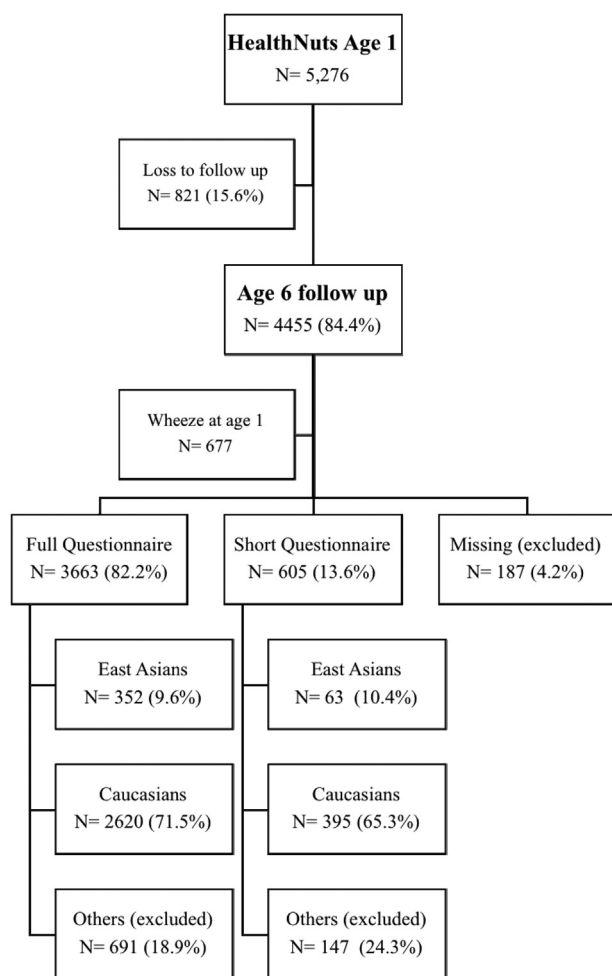 HealthNuts Age 1
N= 5,276
Loss to follow up
N= 821 (15.6%)
Age 6 follow up
N= 4455 (84.4%)
Wheeze at age 1
N= 677
Full Questionnaire
N= 3663 (82.2%)
Short Questionnaire
N= 605 (13.6%)
Missing (excluded)
N= 187 (4.2%)
East Asians
N= 352 (9.6%)
East Asians
N= 63 (10.4%)
Caucasians
N= 2620 (71.5%)
Caucasians
N= 395 (65.3%)
Others (excluded)
N= 691 (18.9%)
Others (excluded)
N= 147 (24.3%)